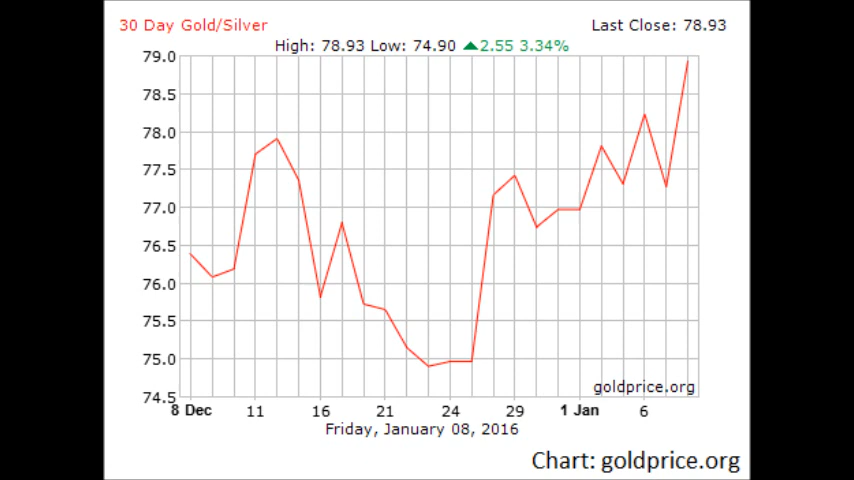 30 Day Gold/Silver
Last Close: 78.93
High: 78.93 Low: 74.90 ▲2.55 3.34%
79.0
78.5
78.0
77.5
77.0
76.5
76.0
75.5
75.0
74.5
goldprice.org
8 Dec 11 16 21 24 29 1 Jan 6
Friday, January 08, 2016
Chart: goldprice.org